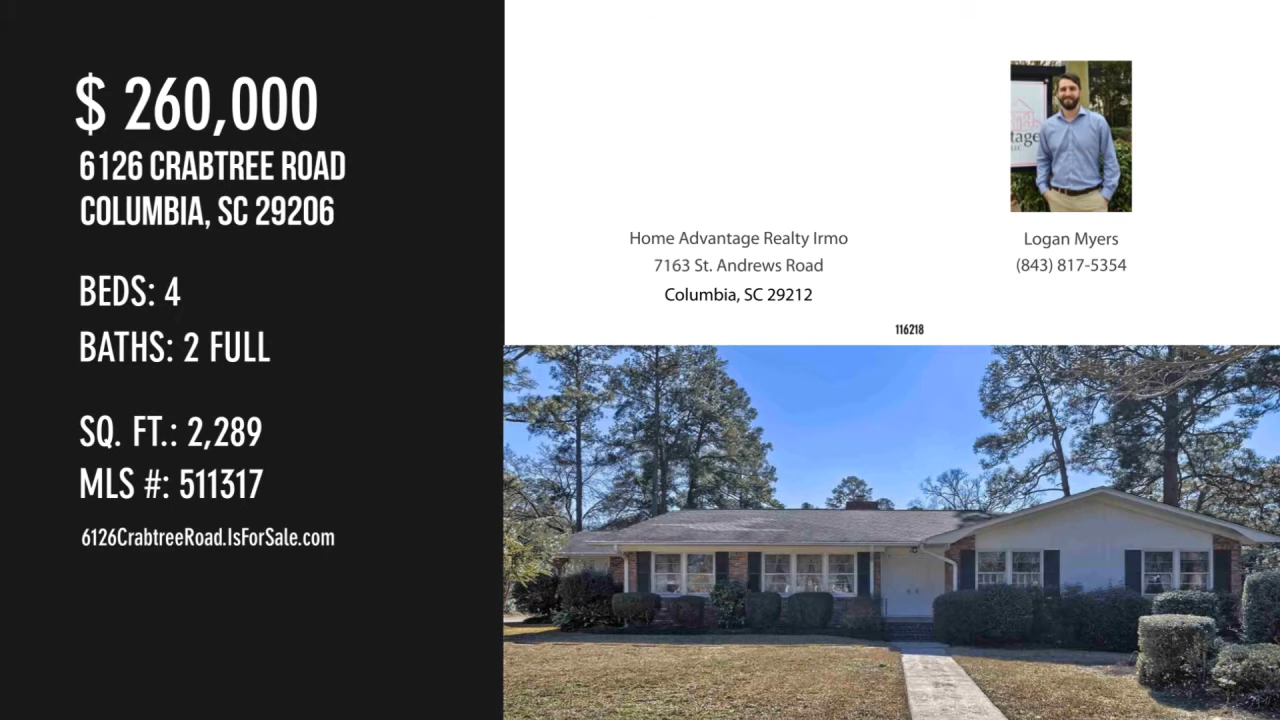 $ 260,000
6126 CRABTREE ROAD
COLUMBIA, SC 29206
BEDS: 4
BATHS: 2 FULL
SQ. FT.: 2,289
MLS #: 511317
6126CrabtreeRoad.IsForSale.com
Home Advantage Realty Irmo
7163 St. Andrews Road
Columbia, SC 29212
tage
Logan Myers
(843) 817-5354
116218